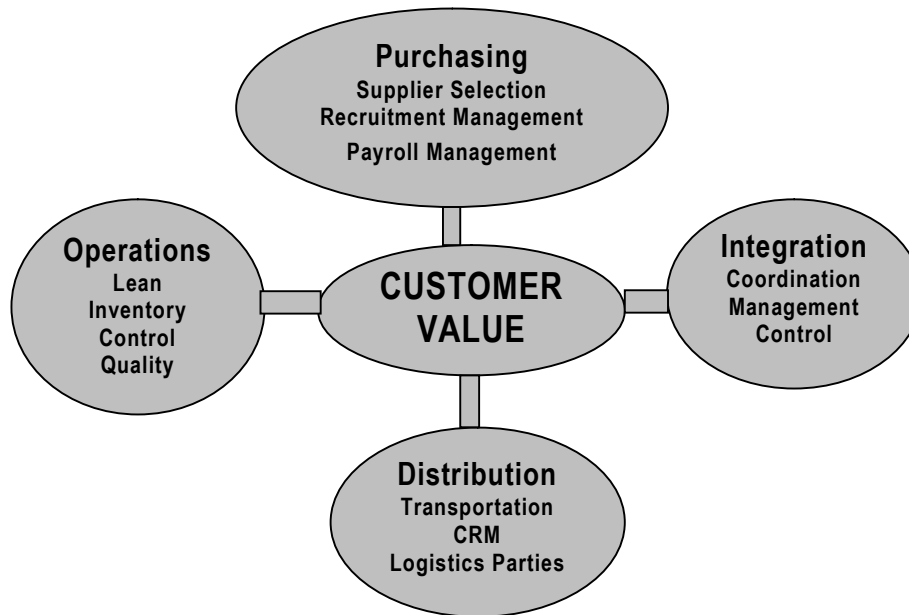 Purchasing
Supplier Selection
Recruitment Management
Payroll Management
Operations
Lean
Inventory
Control
Quality
CUSTOMER
VALUE
Integration
Coordination
Management
Control
Distribution
Transportation
CRM
Logistics Parties